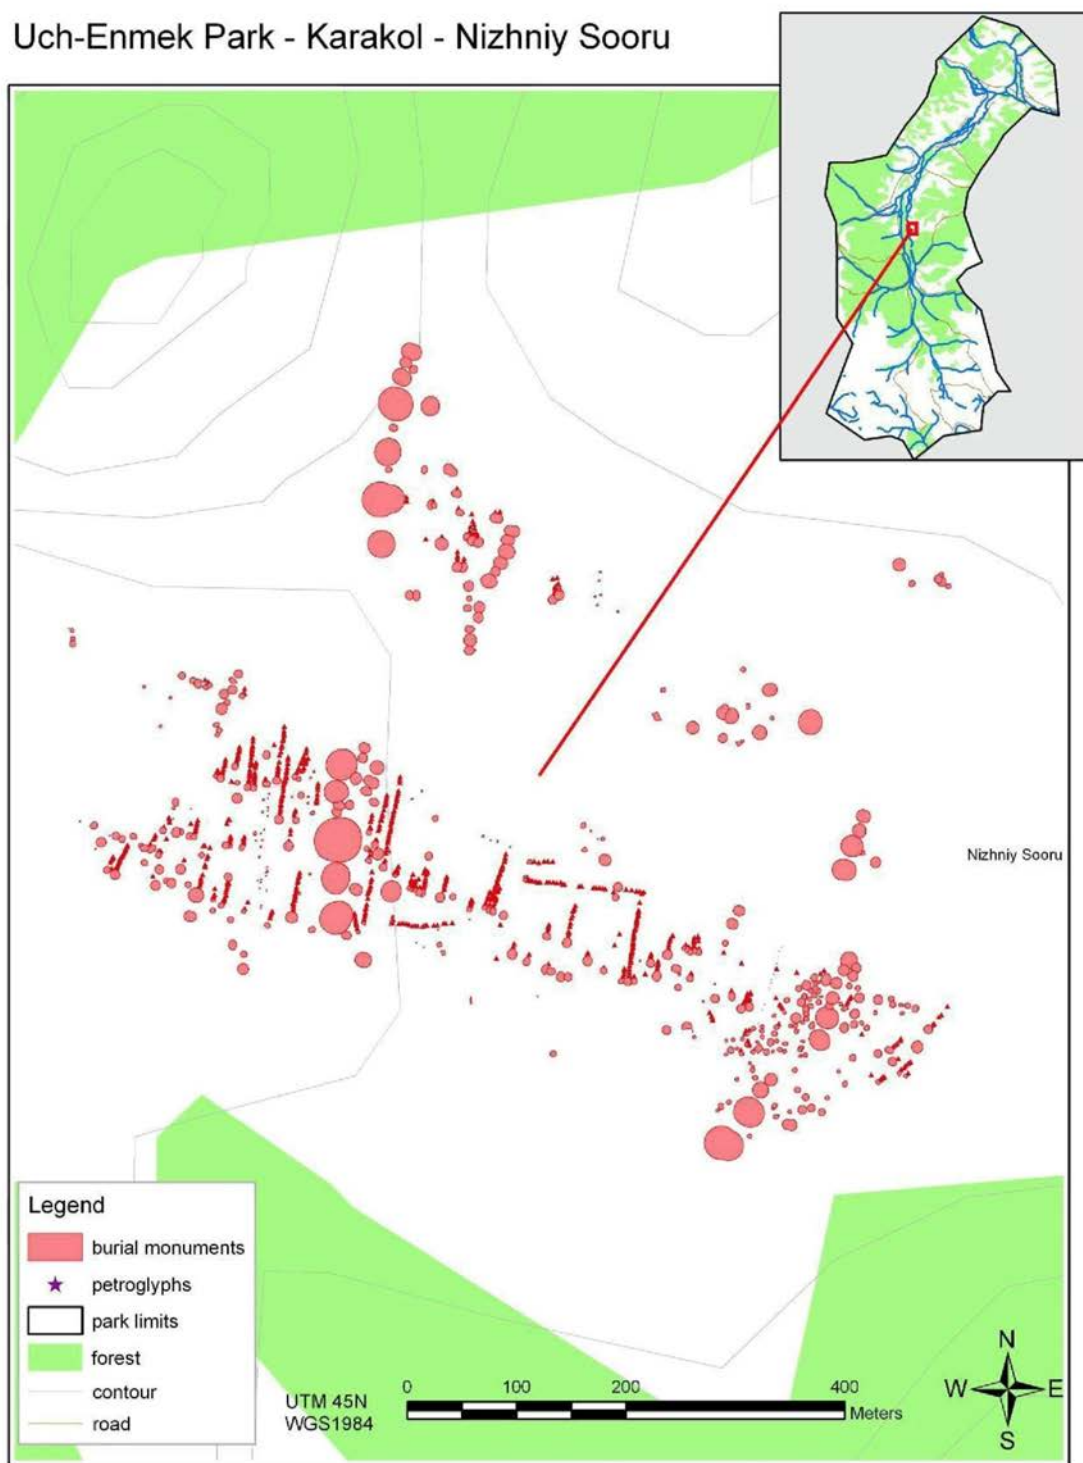 Uch-Enmek Park - Karakol - Nizhniy Sooru
Nizhniy Sooru
Legend
burial monuments
petroglyphs
park limits
forest
contour
road
UTM 45N
WGS1984
0 100 200 400
Meters
N
W E
S